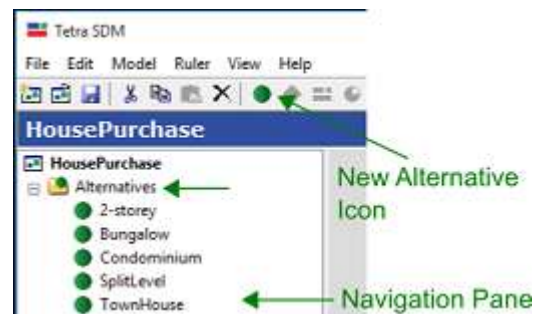 Tetra SDM
File Edit Model Ruler View Help
HousePurchase
HousePurchase
Alternatives
2-storey
Bungalow
Condominium
SplitLevel
TownHouse
New Alternative
Icon
Navigation Pane